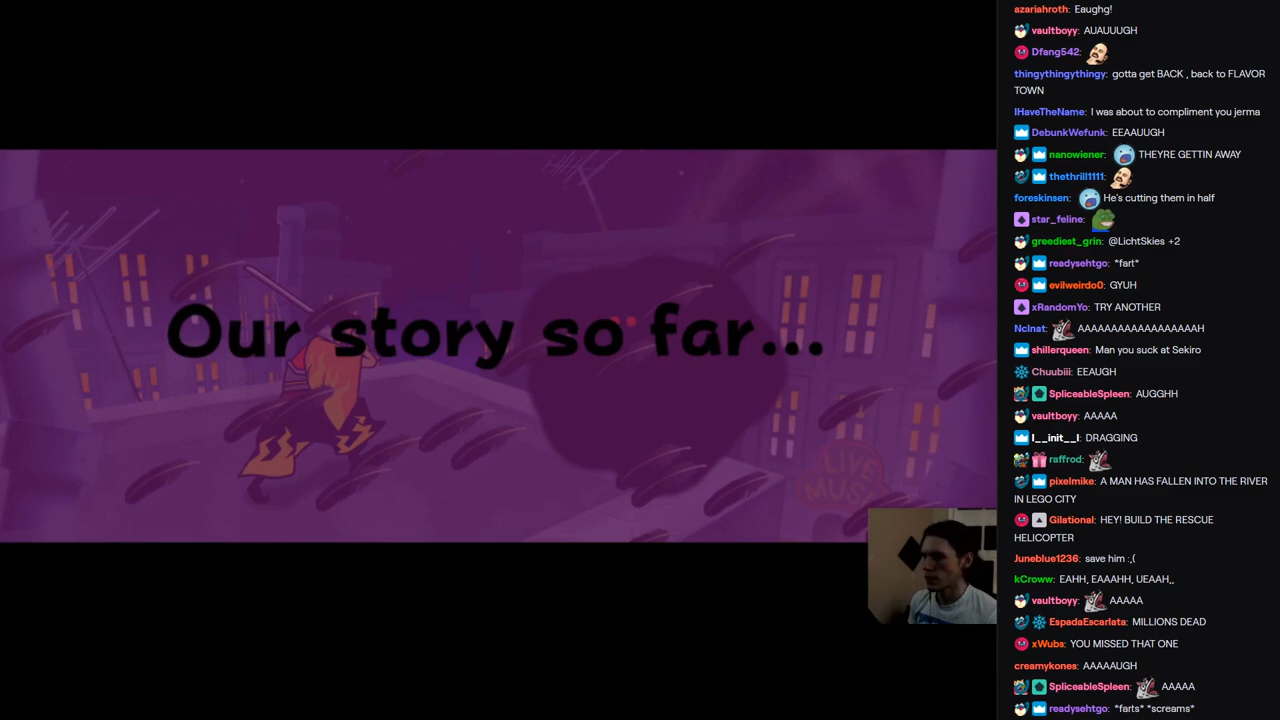 Our story so far...
LIVE
MUSI
azariahroth: Eaughg!
vaultboyy: AUAUUUGH
Dfang542:
thingythingythingy: gotta get BACK , back to FLAVOR
TOWN
IHaveTheName: I was about to compliment you jerma
DebunkWefunk: EEAAUUGH
nanowiener: THEYRE GETTIN AWAY
thethrill1111:
foreskinsen: He's cutting them in half
star_feline:
greediest_grin: @LichtSkies +2
readysehtgo: *fart*
evilweirdo0: GYUH
xRandomYo: TRY ANOTHER
NcInat: AAAAAAAAAAAAAAAAAAH
shillerqueen: Man you suck at Sekiro
Chuubiii: EEAUGH
SpliceableSpleen: AUGGHH
vaultboyy: AAAAA
I__init__I: DRAGGING
raffrod:
pixelmike: A MAN HAS FALLEN INTO THE RIVER
IN LEGO CITY
Gilational: HEY! BUILD THE RESCUE
HELICOPTER
Juneblue1236: save him :,(
kCroww: EAHH, EAAAHH, UEAAH,,
vaultboyy: AAAAA
EspadaEscarlata: MILLIONS DEAD
xWubs: YOU MISSED THAT ONE
creamykones: AAAAAUGH
SpliceableSpleen: AAAAA
readysehtgo: *farts* *screams*